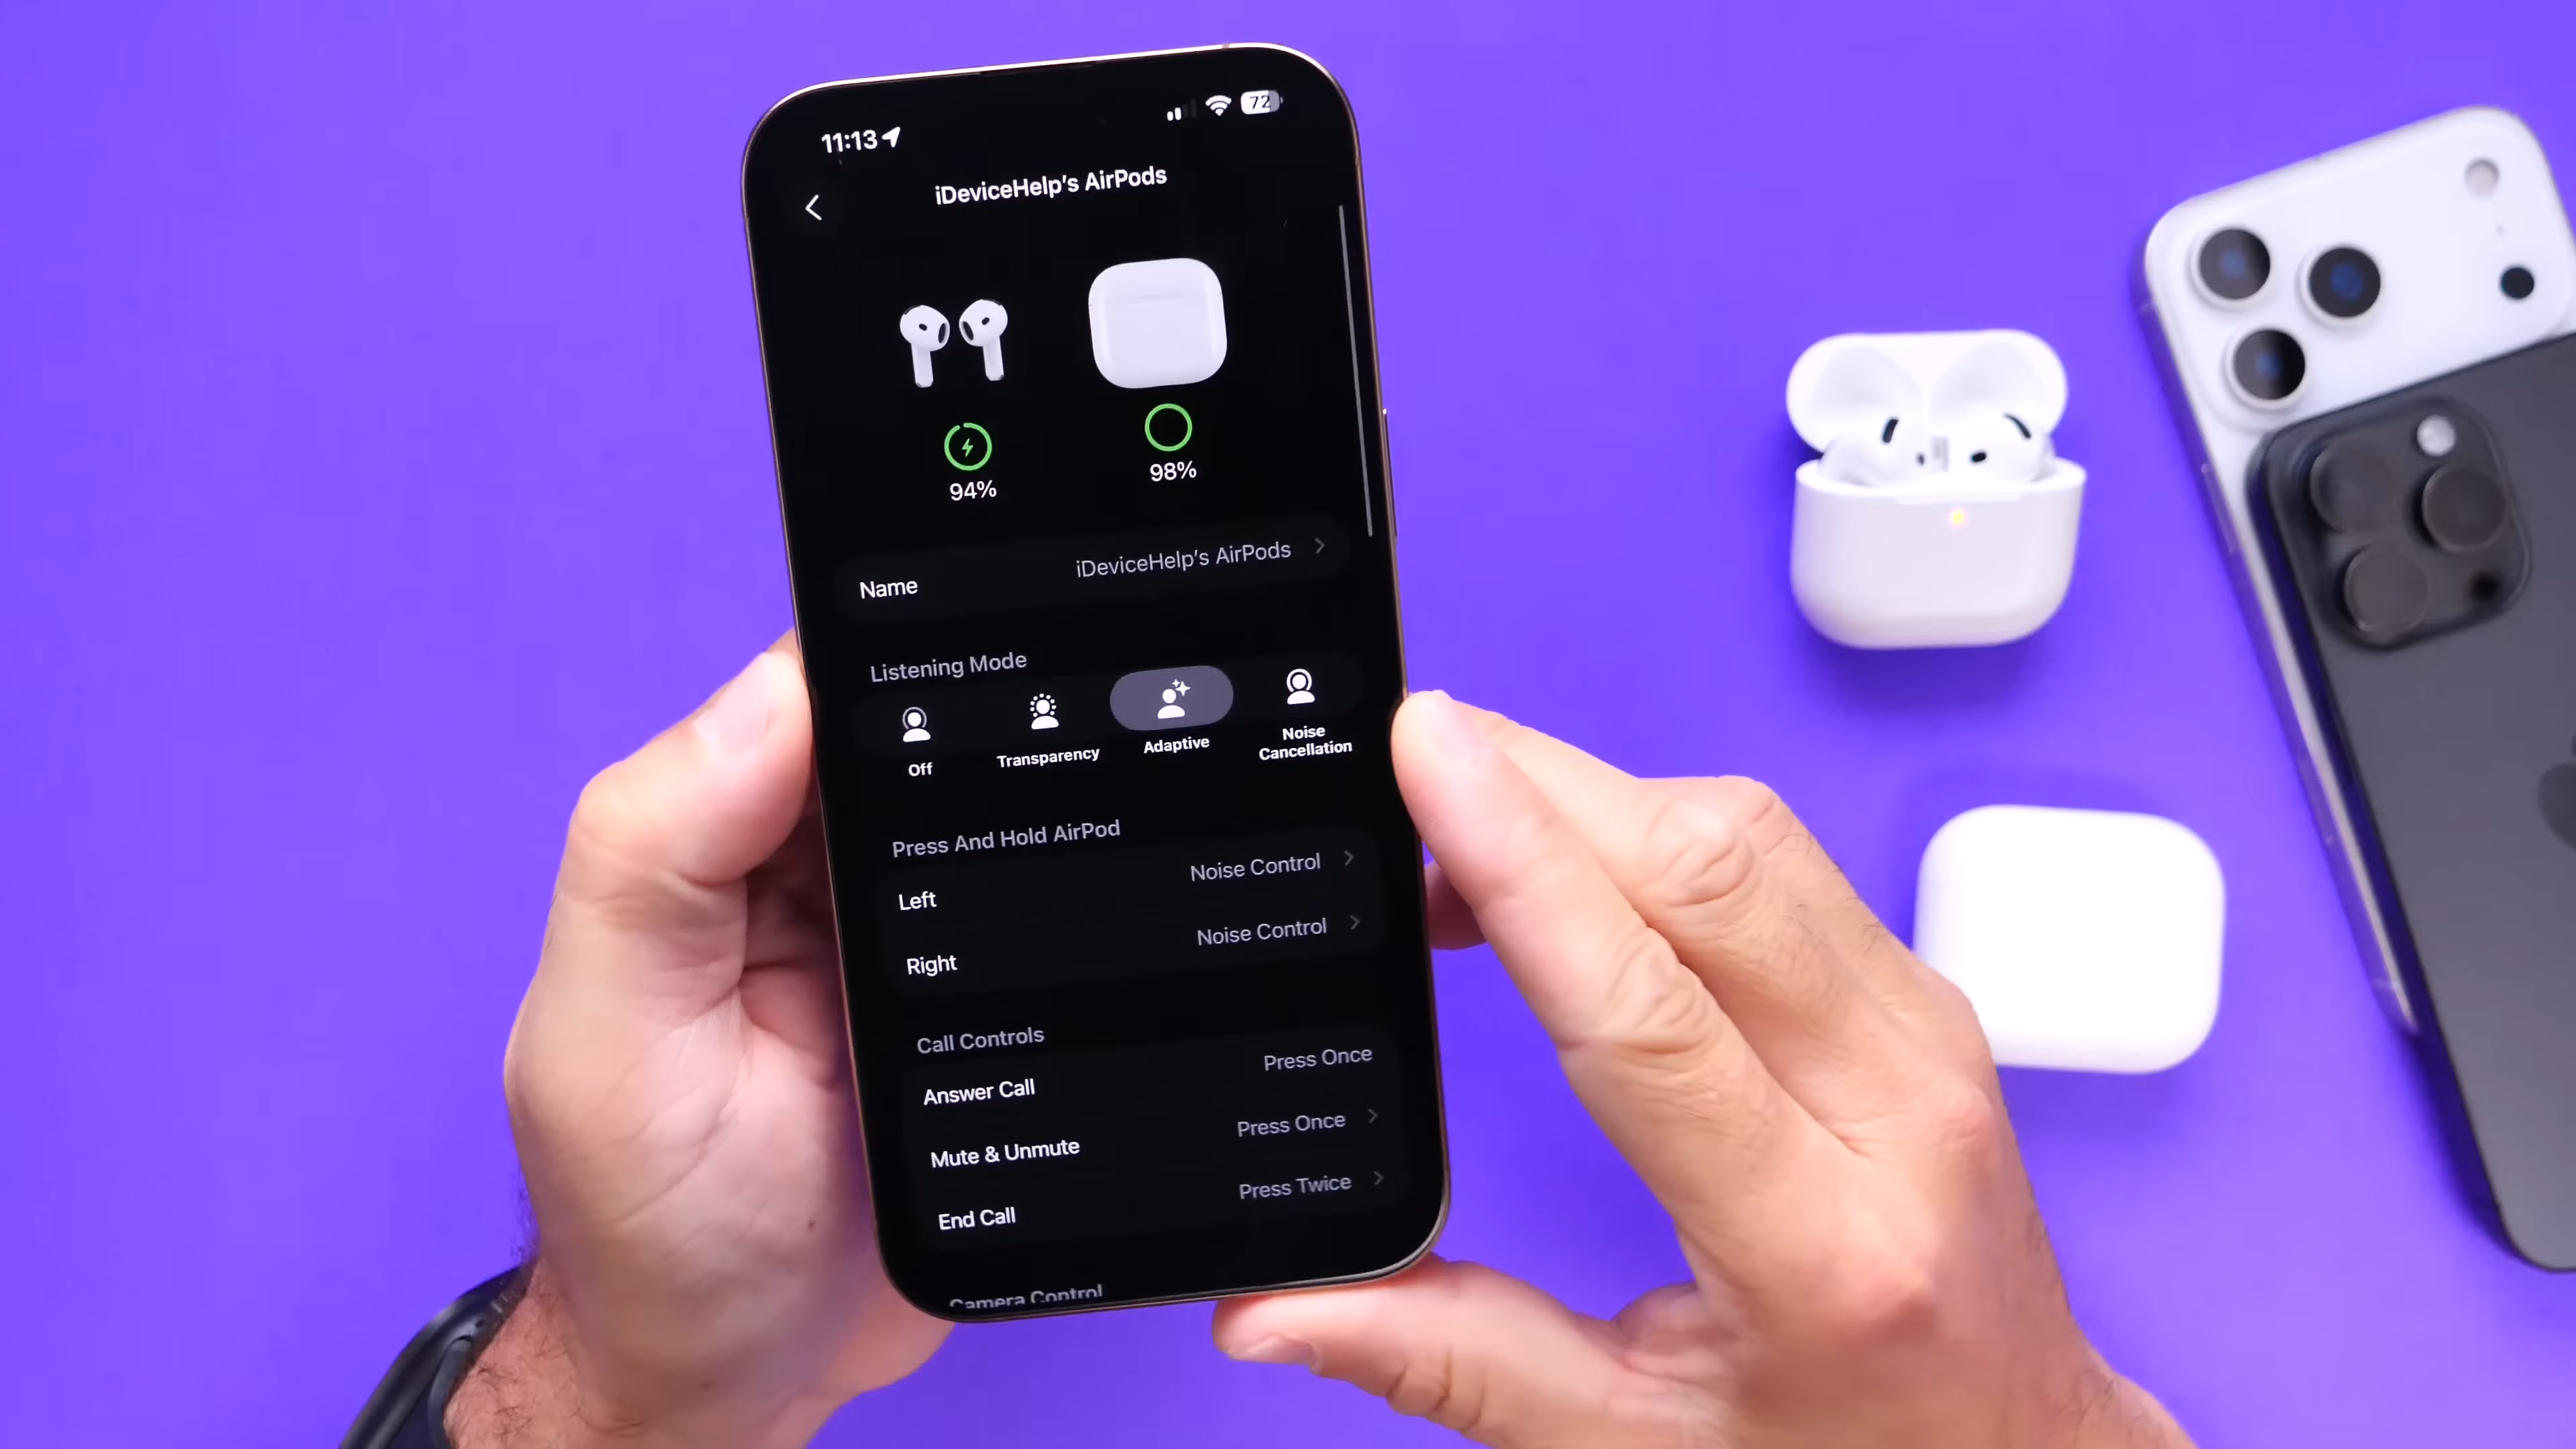 11:13
72
iDeviceHelp's AirPods
94%
98%
Name
iDeviceHelp's AirPods
Listening Mode
Off
Transparency
Adaptive
Noise
Cancellation
Press And Hold AirPod
Left
Noise Control
Right
Noise Control
Call Controls
Answer Call
Press Once
Mute & Unmute
Press Once
End Call
Press Twice
Camera Control